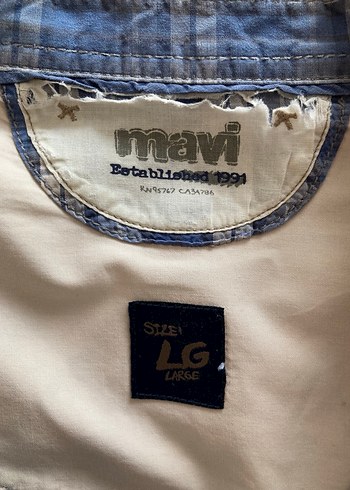 mavi
Established 1991
RN95767 CA34786
SIZE:
LG
LARGE